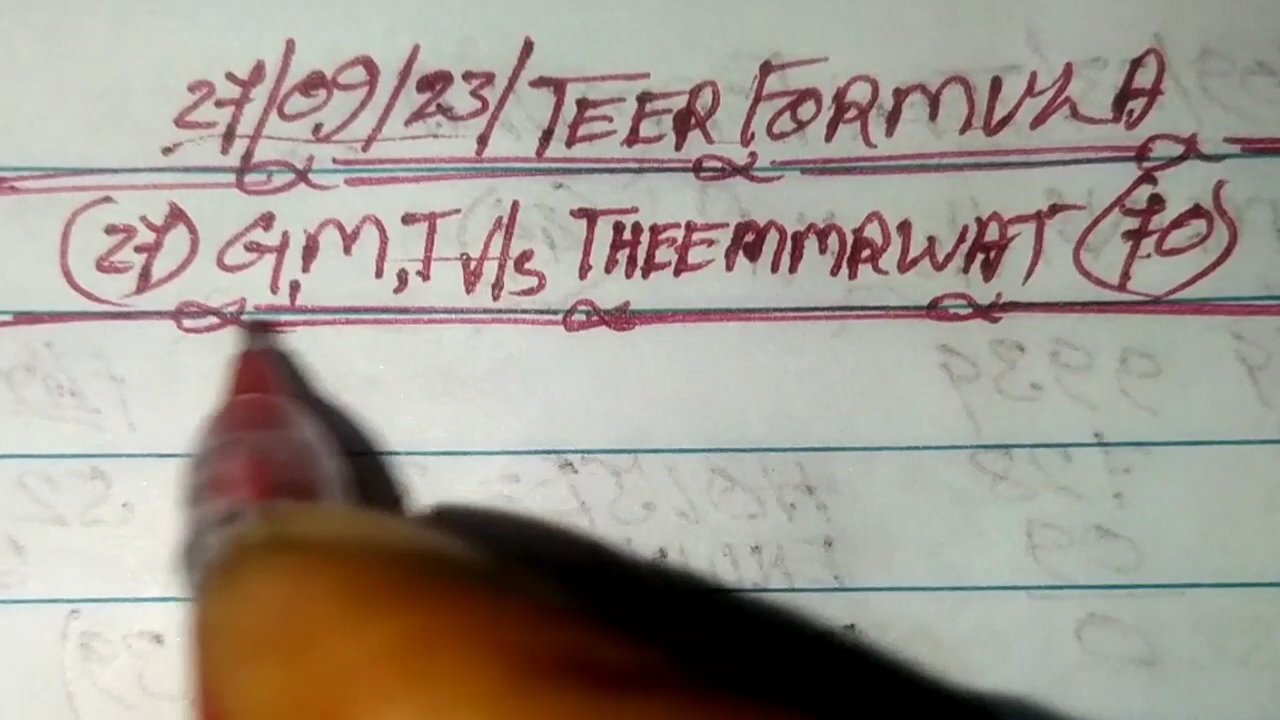 27/09/23/TEER FORMULA
(27) G,M,T V/s THEEMMRWAT (70)